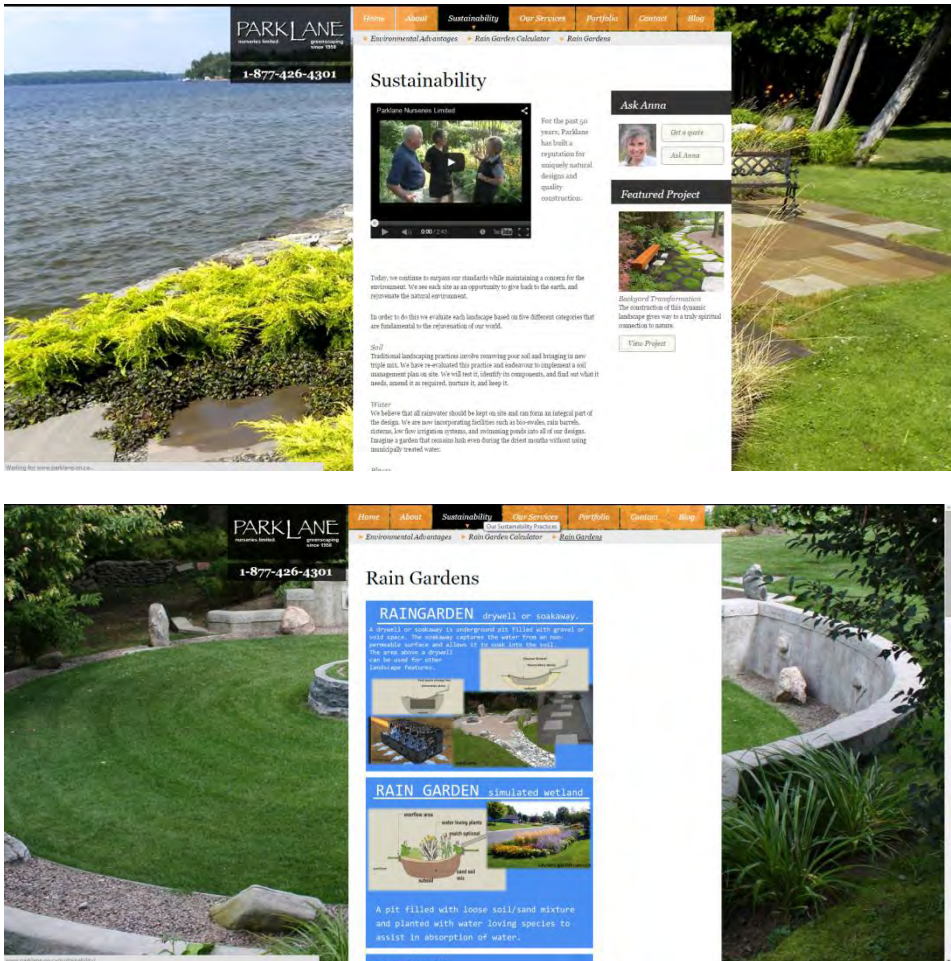 PARKLANE
nurseries limited
greenscaping
since 1958
1-877-426-4301
Home About Sustainability Our Services Portfolio Contact Blog
Environmental Advantages Rain Garden Calculator Rain Gardens
Sustainability
Parklane Nurseries Limited
0:00 / 2:43
For the past 50
years, Parklane
has built a
reputation for
uniquely natural
designs and
quality
construction.
Today, we continue to surpass our standards while maintaining a concern for the
environment. We see each site as an opportunity to give back to the earth, and
rejuvenate the natural environment.
In order to do this we evaluate each landscape based on five different categories that
are fundamental to the rejuvenation of our world.
Soil
Traditional landscaping practices involve removing poor soil and bringing in new
triple mix. We have re-evaluated this practice and endeavour to implement a soil
management plan on site. We will test it, identify its components, and find out what it
needs, amend it as required, nurture it, and keep it.
Water
We believe that all rainwater should be kept on site and can form an integral part of
the design. We are now incorporating facilities such as bio-swales, rain barrels,
cisterns, low flow irrigation systems, and swimming ponds into all of our designs.
Imagine a garden that remains lush even during the driest months without using
municipally treated water.
Ask Anna
Get a quote
Ask Anna
Featured Project
Backyard Transformation
The construction of this dynamic
landscape gives way to a truly spiritual
connection to nature.
View Project
Waiting for www.parklane.on.ca...
PARKLANE
nurseries limited
greenscaping
since 1958
1-877-426-4301
Home About Sustainability Our Services Portfolio Contact Blog
Our Sustainability Practices
Environmental Advantages Rain Garden Calculator Rain Gardens
Rain Gardens
RAINGARDEN drywell or soakaway.
A drywell or soakaway is underground pit filled with gravel or
void space. The soakaway captures the water from an non-
permeable surface and allows it to soak into the soil.
The area above a drywell
can be used for other
landscape features.
RAIN GARDEN simulated wetland
overflow area
water loving plants
mulch optional
sand soil
mix
subsoil
A pit filled with loose soil/sand mixture
and planted with water loving species to
assist in absorption of water.